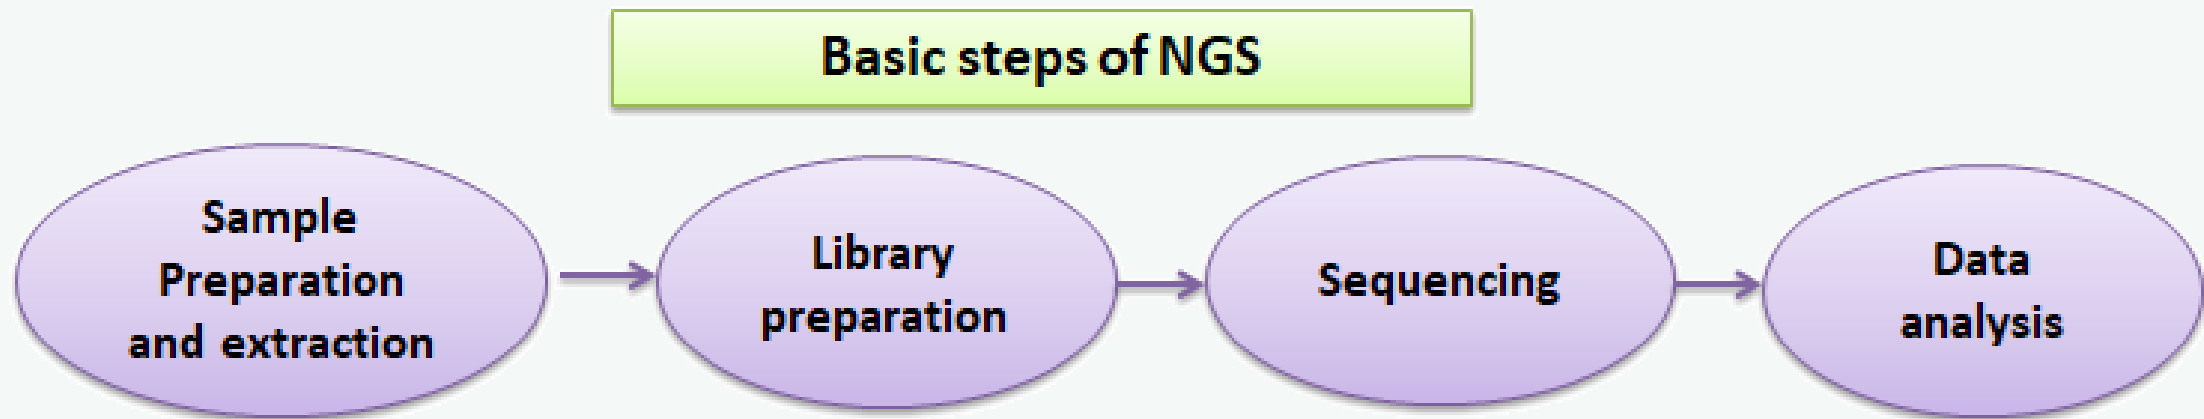 Basic steps of NGS
Sample
Preparation
and extraction
Library
preparation
Sequencing
Data
analysis